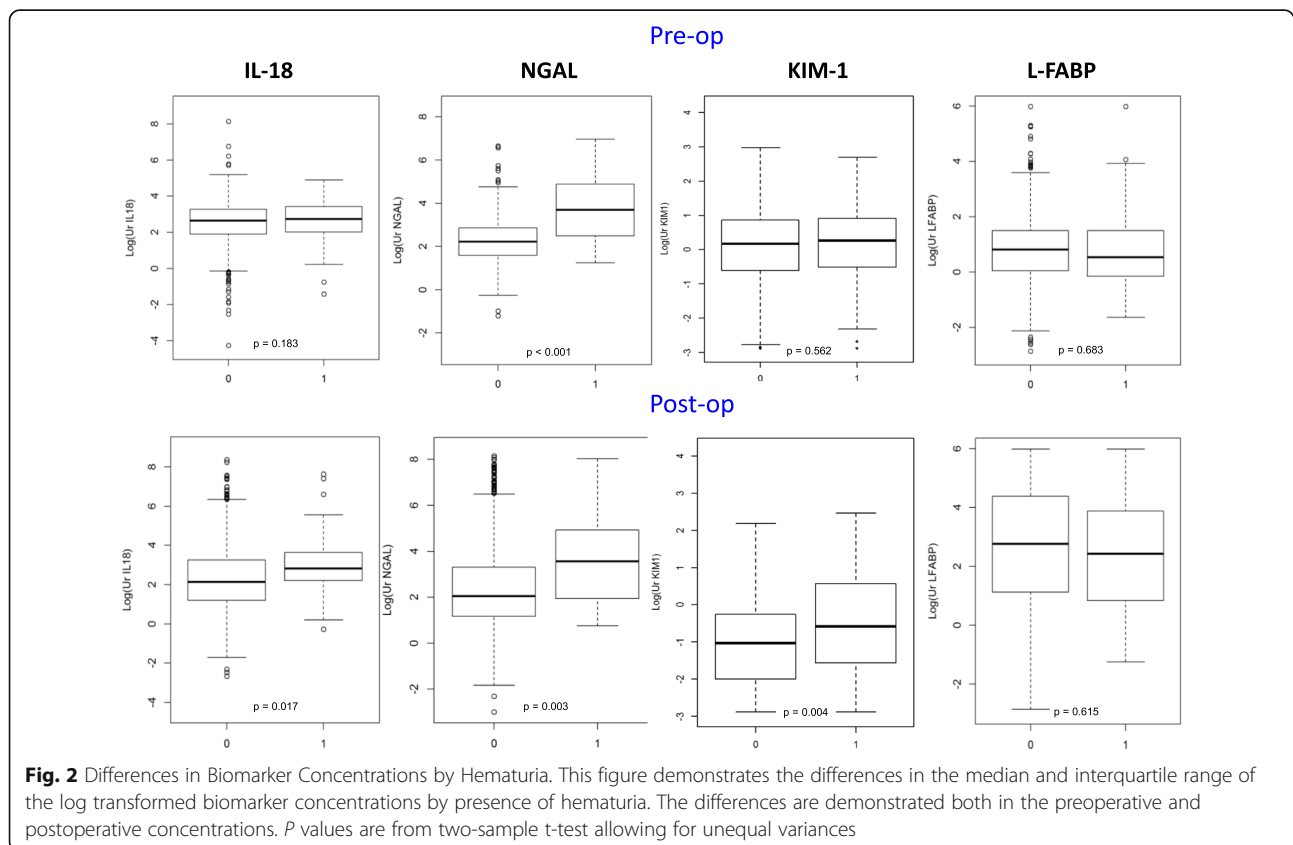 Pre-op
IL-18 NGAL KIM-1 L-FABP
Log(Ur IL18)
8
6
4
2
0
-2
-4
p = 0.183
0 1
Log(Ur NGAL)
8
6
4
2
0
-2
p < 0.001
0 1
Log(Ur KIM1)
4
3
2
1
0
-1
-2
-3
p = 0.562
0 1
Log(Ur LFABP)
6
4
2
0
-2
p = 0.683
0 1
Post-op
Log(Ur IL18)
8
6
4
2
0
-2
-4
p = 0.017
0 1
Log(Ur NGAL)
8
6
4
2
0
-2
p = 0.003
0 1
Log(Ur KIM1)
4
3
2
1
0
-1
-2
-3
p = 0.004
0 1
Log(Ur LFABP)
6
4
2
0
-2
p = 0.615
0 1
Fig. 2 Differences in Biomarker Concentrations by Hematuria. This figure demonstrates the differences in the median and interquartile range of
the log transformed biomarker concentrations by presence of hematuria. The differences are demonstrated both in the preoperative and
postoperative concentrations. P values are from two-sample t-test allowing for unequal variances